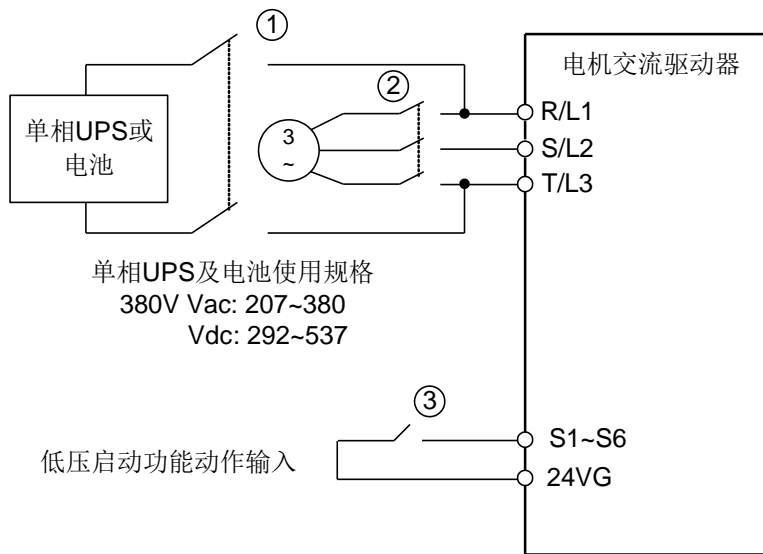 ①
电机交流驱动器
②
R/L1
单相UPS或
电池
3
~
S/L2
T/L3
单相UPS及电池使用规格
380V Vac: 207~380
Vdc: 292~537
③
S1~S6
低压启动功能动作输入
24VG